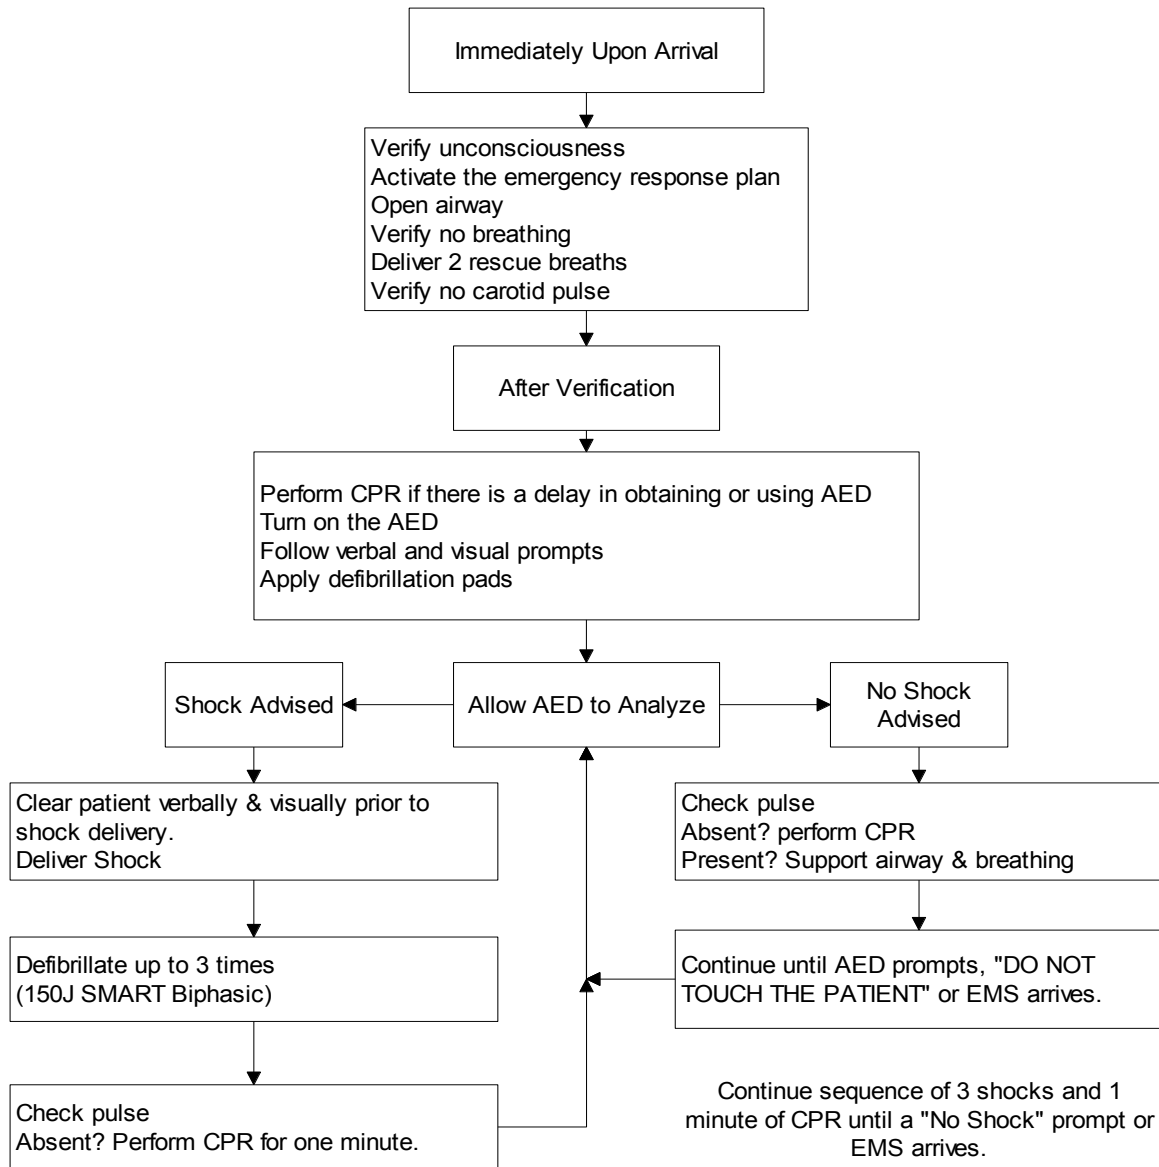 Immediately Upon Arrival
Verify unconsciousness
Activate the emergency response plan
Open airway
Verify no breathing
Deliver 2 rescue breaths
Verify no carotid pulse
After Verification
Perform CPR if there is a delay in obtaining or using AED
Turn on the AED
Follow verbal and visual prompts
Apply defibrillation pads
Shock Advised
Allow AED to Analyze
No Shock
Advised
Clear patient verbally & visually prior to
shock delivery.
Deliver Shock
Check pulse
Absent? perform CPR
Present? Support airway & breathing
Defibrillate up to 3 times
(150J SMART Biphasic)
Continue until AED prompts, "DO NOT
TOUCH THE PATIENT" or EMS arrives.
Check pulse
Absent? Perform CPR for one minute.
Continue sequence of 3 shocks and 1
minute of CPR until a "No Shock" prompt or
EMS arrives.